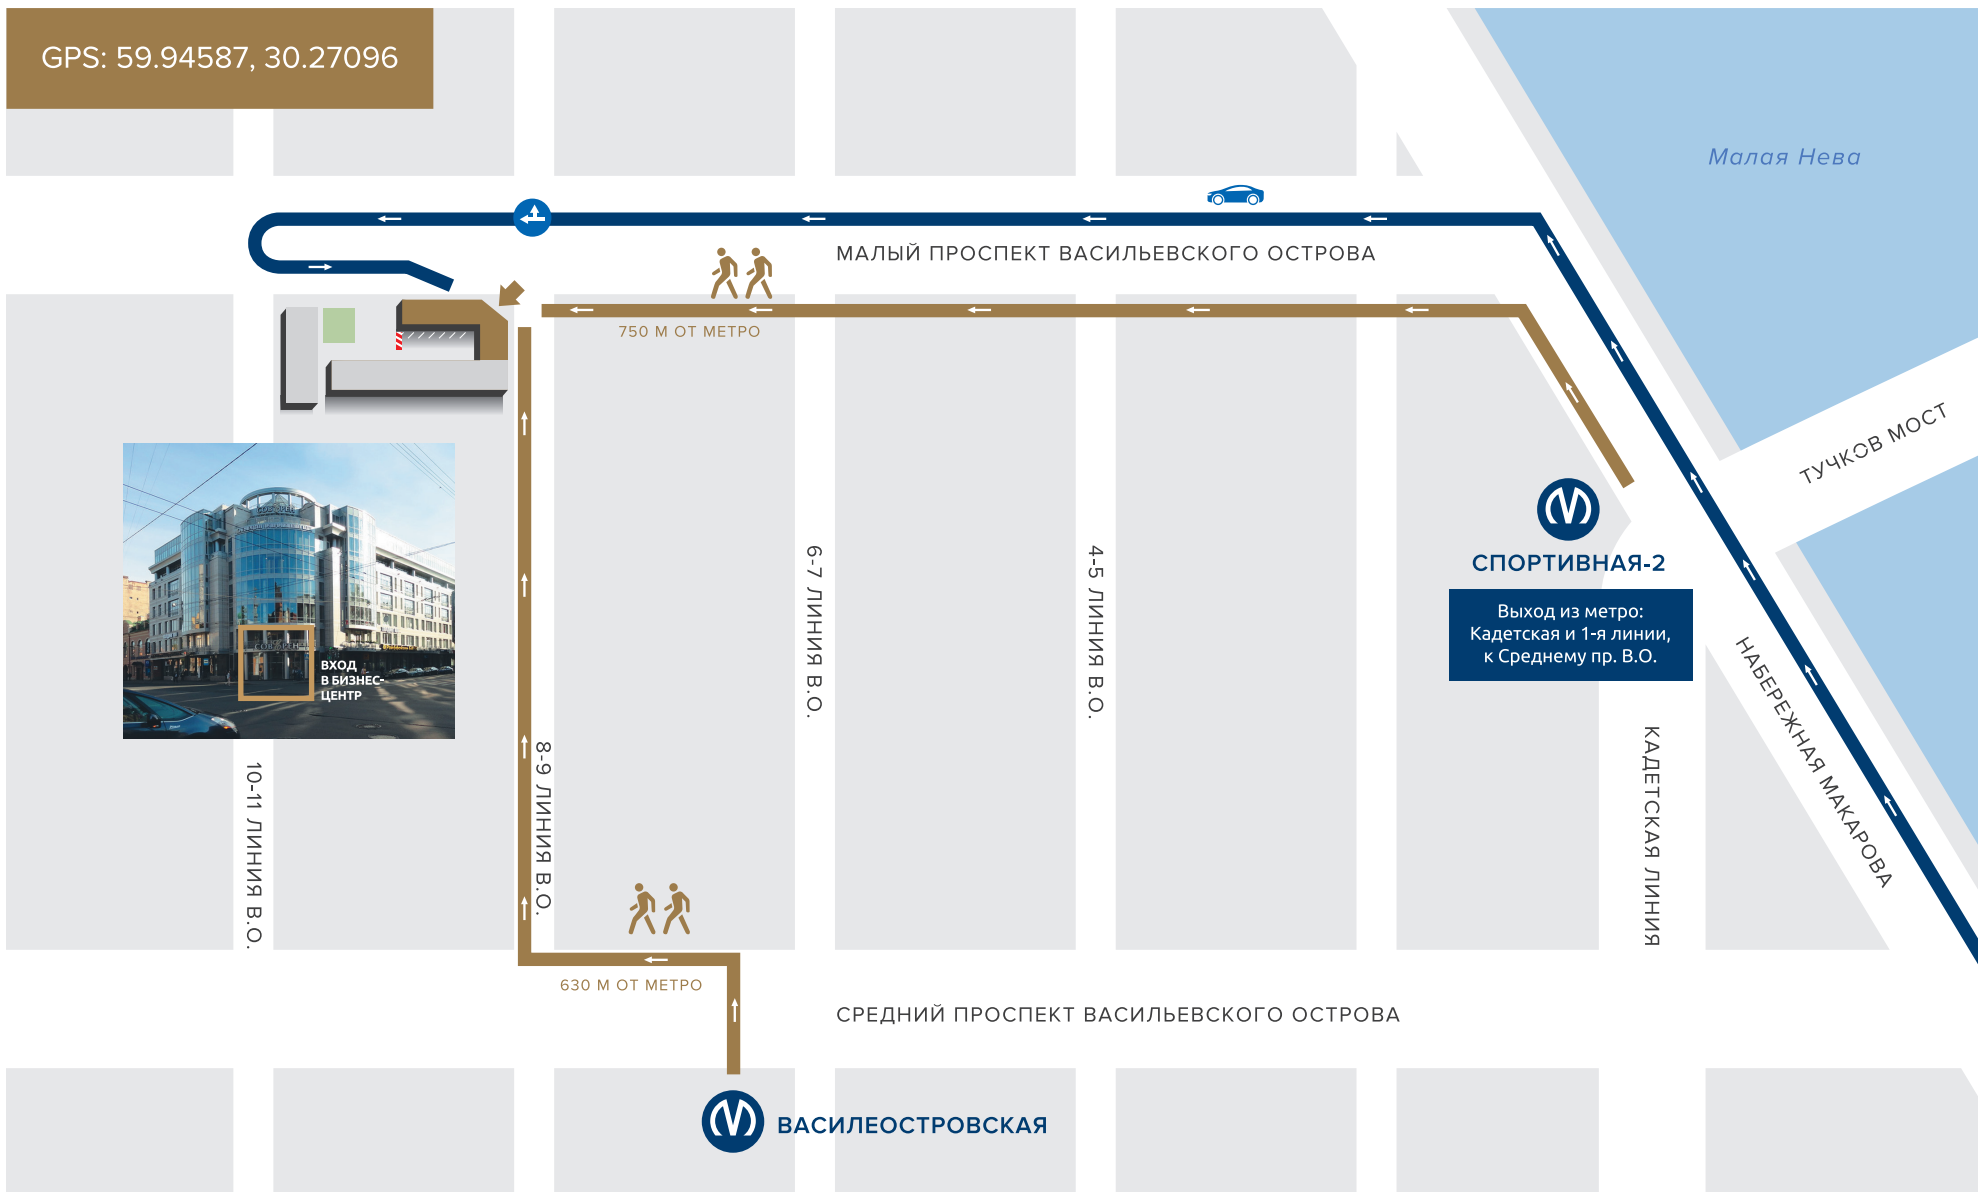 GPS: 59.94587, 30.27096
Малая Нева
МАЛЫЙ ПРОСПЕКТ ВАСИЛЬЕВСКОГО ОСТРОВА
750 М ОТ МЕТРО
ТУЧКОВ МОСТ
СПОРТИВНАЯ-2
Выход из метро:
Кадетская и 1-я линии,
к Среднему пр. В.О.
6-7 ЛИНИЯ В.О.
4-5 ЛИНИЯ В.О.
СОВЕРЕН
ВХОД
В БИЗНЕС-
ЦЕНТР
НАБЕРЕЖНАЯ МАКАРОВА
КАДЕТСКАЯ ЛИНИЯ
8-9 ЛИНИЯ В.О.
10-11 ЛИНИЯ В.О.
630 М ОТ МЕТРО
СРЕДНИЙ ПРОСПЕКТ ВАСИЛЬЕВСКОГО ОСТРОВА
ВАСИЛЕОСТРОВСКАЯ